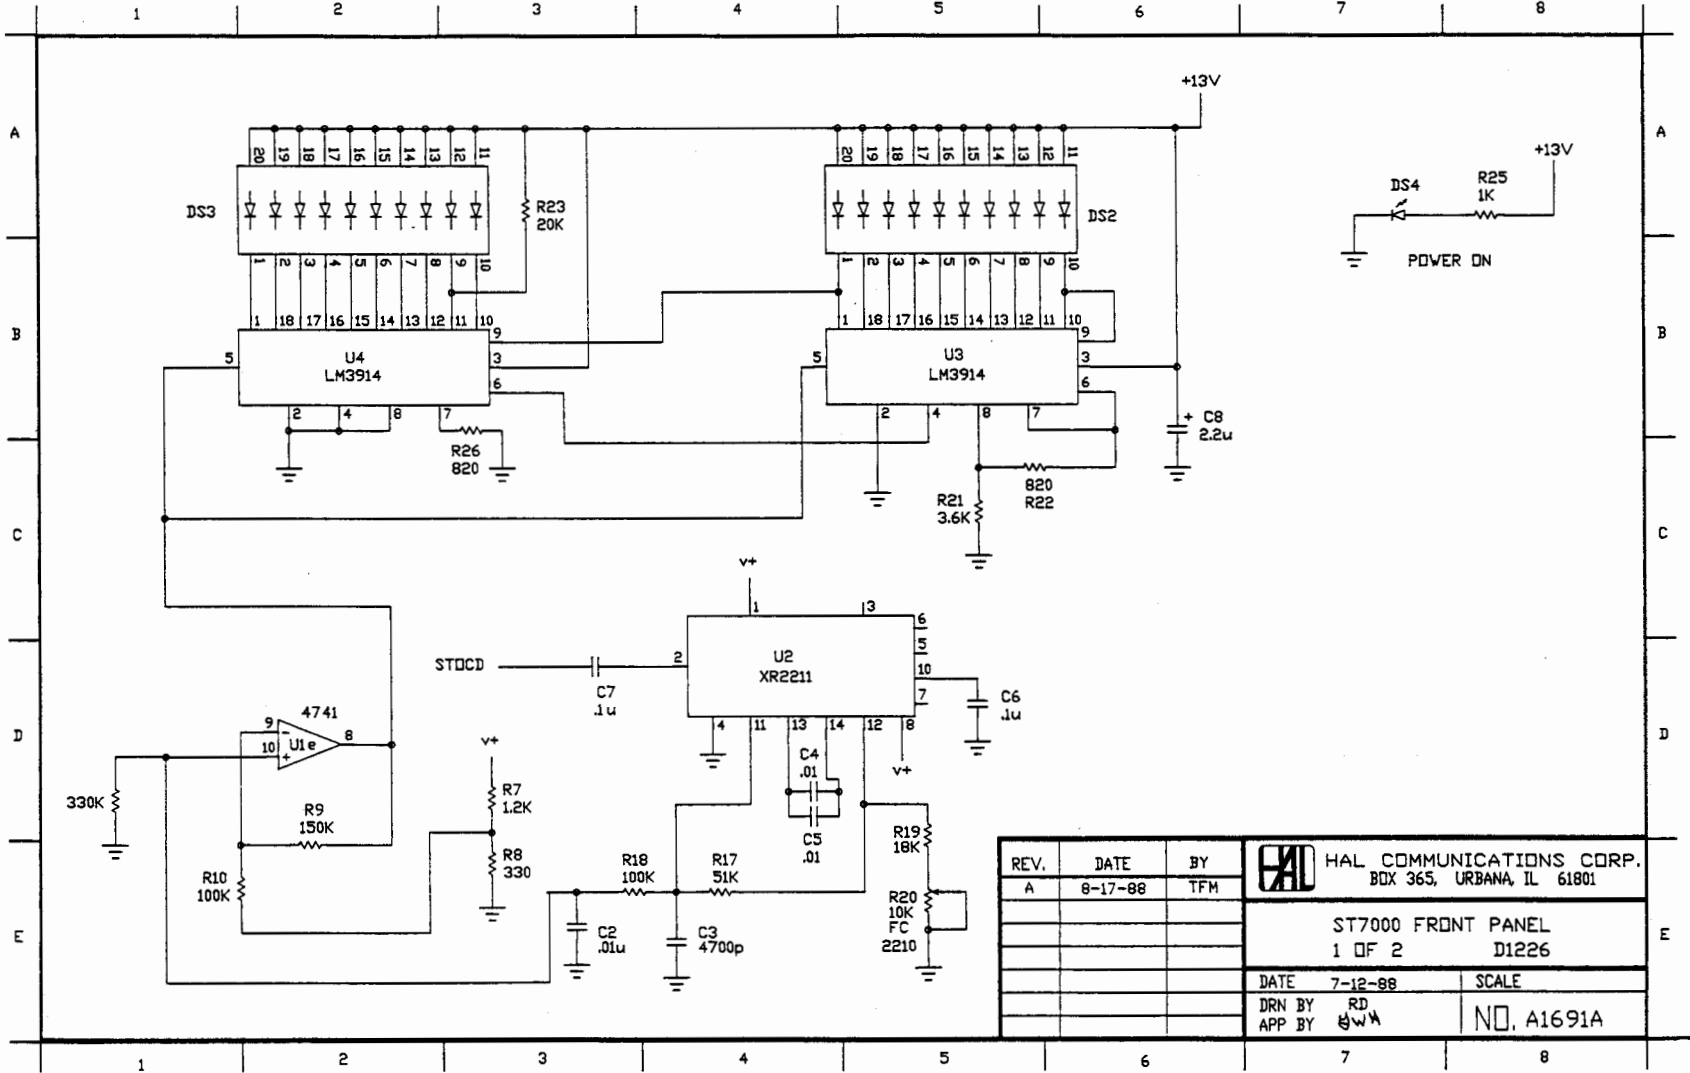 1 2 3 4 5 6 7 8
+13V
A A
20 19 18 17 16 15 14 13 12 11
20 19 18 17 16 15 14 13 12 11
+13V
DS3
R23
20K
DS2
DS4
R25
1K
POWER ON
1 2 3 4 5 6 7 8 9 10
1 2 3 4 5 6 7 8 9 10
1 18 17 16 15 14 13 12 11 10
1 18 17 16 15 14 13 12 11 10
B B
5
U4
LM3914
9
3
6
5
U3
LM3914
9
3
6
2 4 8 7
2 4 8 7
+ C8
2.2u
R26
820
820
R22
R21
3.6K
C C
v+
1 3
6
5
10
7
STOCD
C7
.1u
2
U2
XR2211
C6
.1u
4 11 13 14 12 8
v+
D D
4741
9 -
10 +
U1e
8
v+
C4
.01
C5
.01
330K
R7
1.2K
R9
150K
R8
330
R10
100K
R18
100K
R17
51K
R19
18K
R20
10K
FC
2210
C2
.01u
C3
4700p
E E
REV. DATE BY
A 8-17-88 TFM
HAL
HAL COMMUNICATIONS CORP.
BOX 365, URBANA, IL 61801
ST7000 FRONT PANEL
1 OF 2 D1226
DATE 7-12-88 SCALE
DRN BY RD
APP BY
NO. A1691A
1 2 3 4 5 6 7 8